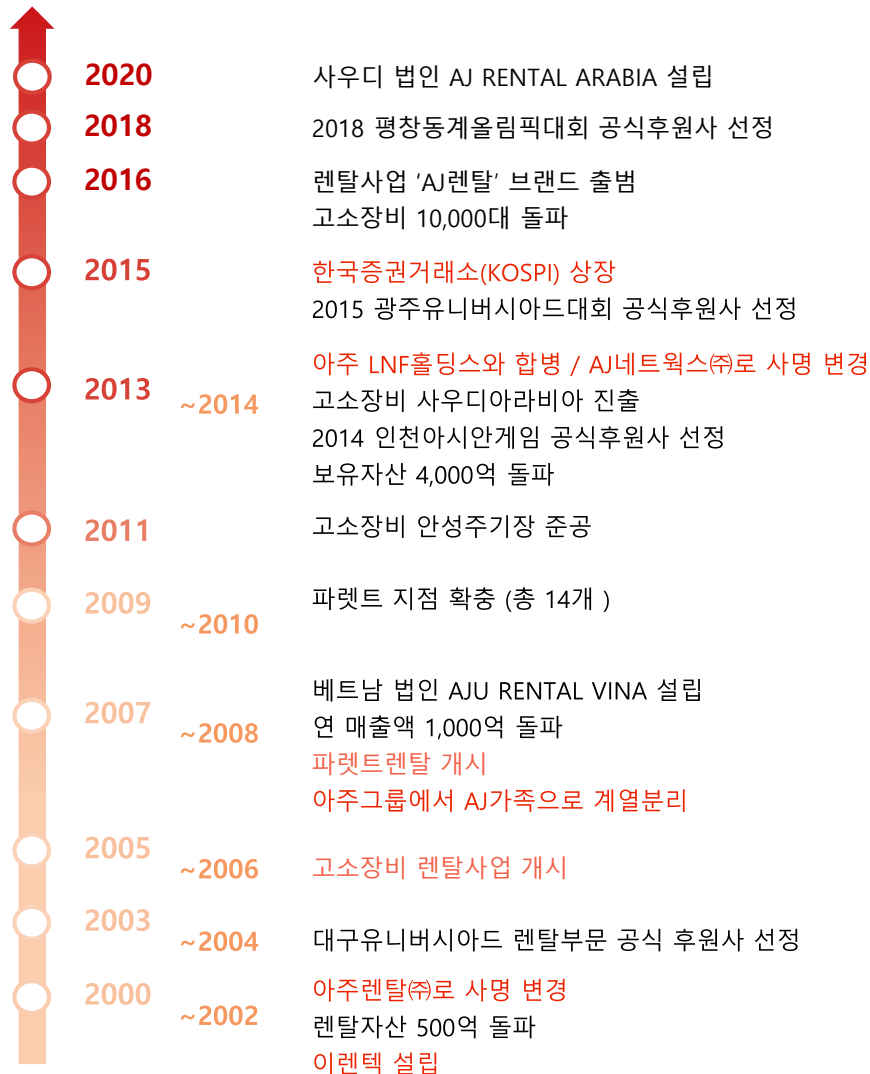 2020 사우디 법인 AJ RENTAL ARABIA 설립
2018 2018 평창동계올림픽대회 공식후원사 선정
2016 렌탈사업 'AJ렌탈' 브랜드 출범
고소장비 10,000대 돌파
2015 한국증권거래소(KOSPI) 상장
2015 광주유니버시아드대회 공식후원사 선정
아주 LNF홀딩스와 합병 / AJ네트웍스㈜로 사명 변경
2013 ~2014 고소장비 사우디아라비아 진출
2014 인천아시안게임 공식후원사 선정
보유자산 4,000억 돌파
2011 고소장비 안성주기장 준공
2009 파렛트 지점 확충 (총 14개 )
~2010
베트남 법인 AJU RENTAL VINA 설립
2007 연 매출액 1,000억 돌파
~2008
파렛트렌탈 개시
아주그룹에서 AJ가족으로 계열분리
2005
~2006 고소장비 렌탈사업 개시
2003
~2004 대구유니버시아드 렌탈부문 공식 후원사 선정
2000 아주렌탈㈜로 사명 변경
~2002 렌탈자산 500억 돌파
이렌텍 설립